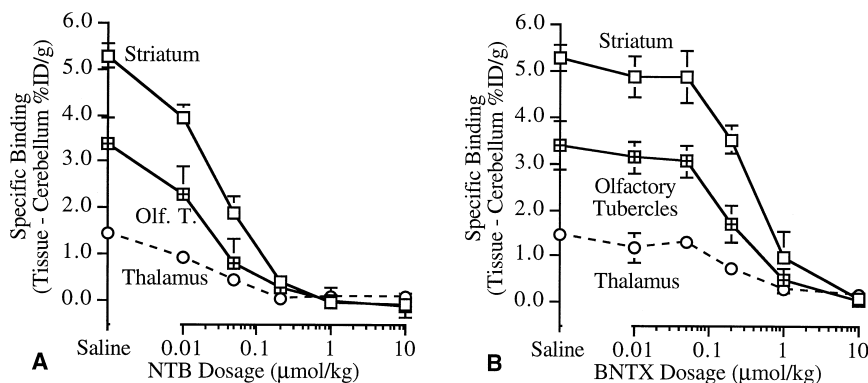 Specific Binding
(Tissue - Cerebellum %ID/g)
6.0
5.0
4.0
3.0
2.0
1.0
0.0
Striatum
Olf. T.
Thalamus
Saline
0.01
0.1
1
10
A
NTB Dosage (µmol/kg)
Specific Binding
(Tissue - Cerebellum %ID/g)
6.0
5.0
4.0
3.0
2.0
1.0
0.0
Striatum
Olfactory
Tubercles
Thalamus
Saline
0.01
0.1
1
10
B
BNTX Dosage (µmol/kg)